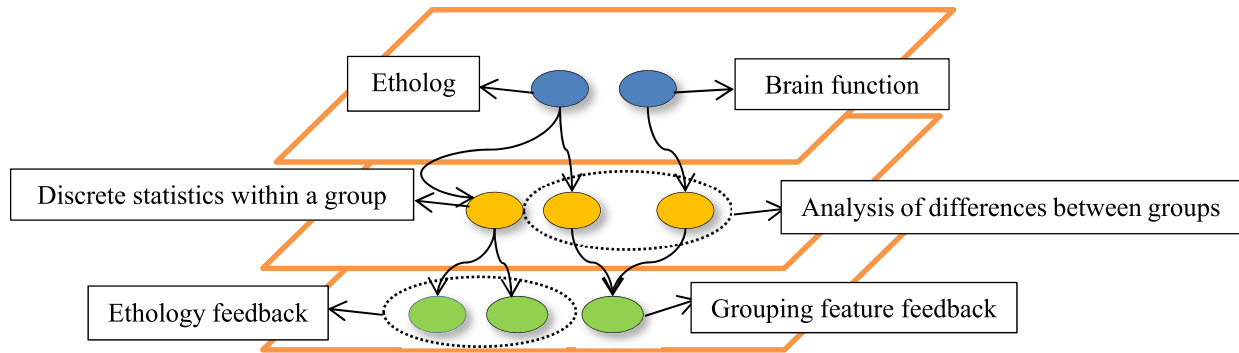 Etholog
Brain function
Discrete statistics within a group
Analysis of differences between groups
Ethology feedback
Grouping feature feedback